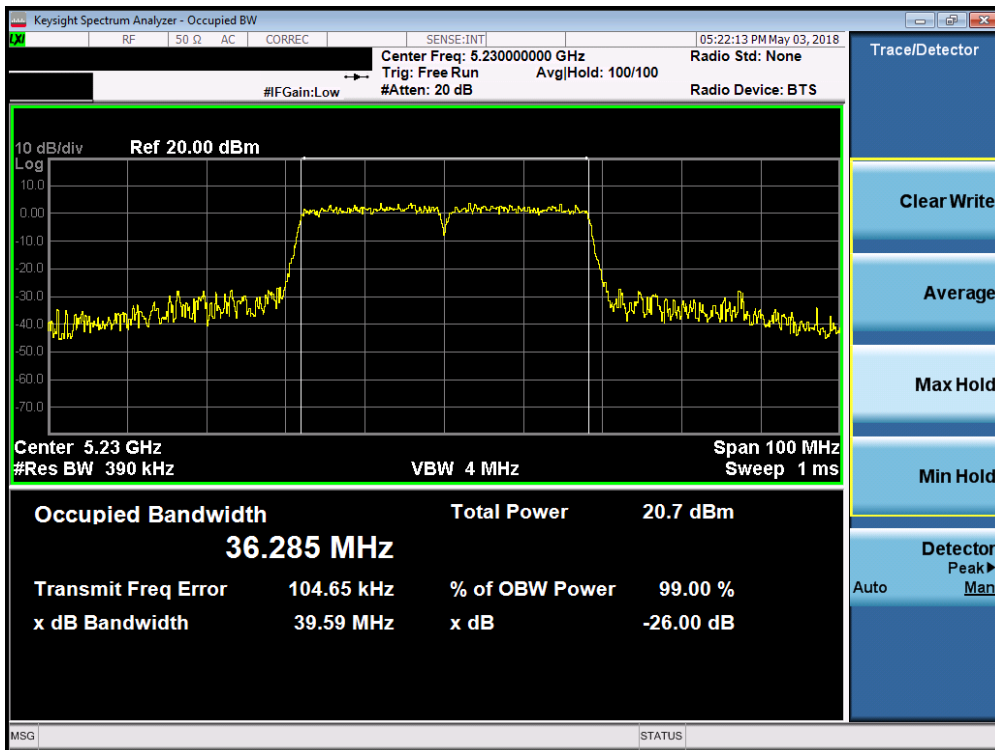 Keysight Spectrum Analyzer - Occupied BW
LXI RF 50 Ω AC CORREC SENSE:INT 05:22:13 PM May 03, 2018
Center Freq: 5.230000000 GHz Radio Std: None
Trig: Free Run Avg|Hold: 100/100
#IFGain:Low #Atten: 20 dB Radio Device: BTS
10 dB/div Ref 20.00 dBm
Log
10.0
0.00
-10.0
-20.0
-30.0
-40.0
-50.0
-60.0
-70.0
Center 5.23 GHz Span 100 MHz
#Res BW 390 kHz VBW 4 MHz Sweep 1 ms
Occupied Bandwidth Total Power 20.7 dBm
36.285 MHz
Transmit Freq Error 104.65 kHz % of OBW Power 99.00 %
x dB Bandwidth 39.59 MHz x dB -26.00 dB
Trace/Detector
Clear Write
Average
Max Hold
Min Hold
Detector
Peak▶
Auto Man
MSG STATUS